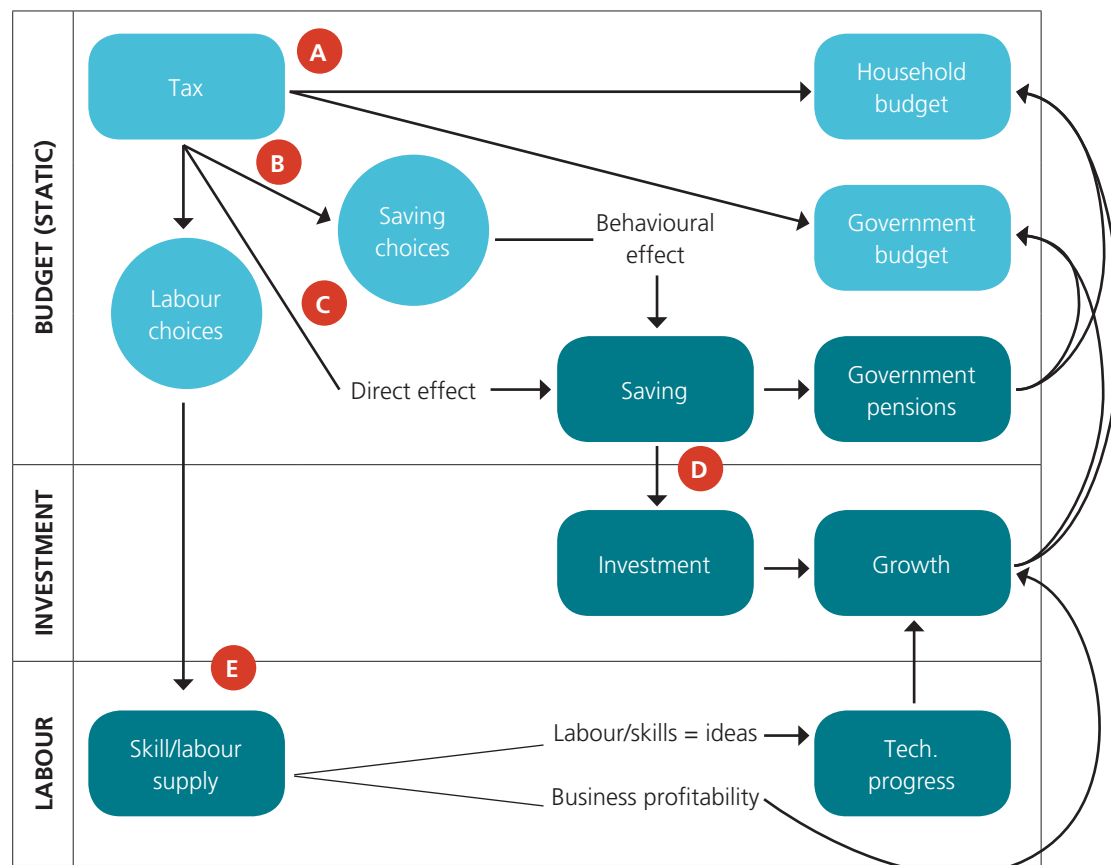 BUDGET (STATIC)
Tax
A
Household
budget
B
Saving
choices
Behavioural
effect
Government
budget
Labour
choices
C
Direct effect
Saving
Government
pensions
INVESTMENT
D
Investment
Growth
LABOUR
E
Skill/labour
supply
Labour/skills = ideas
Business profitability
Tech.
progress